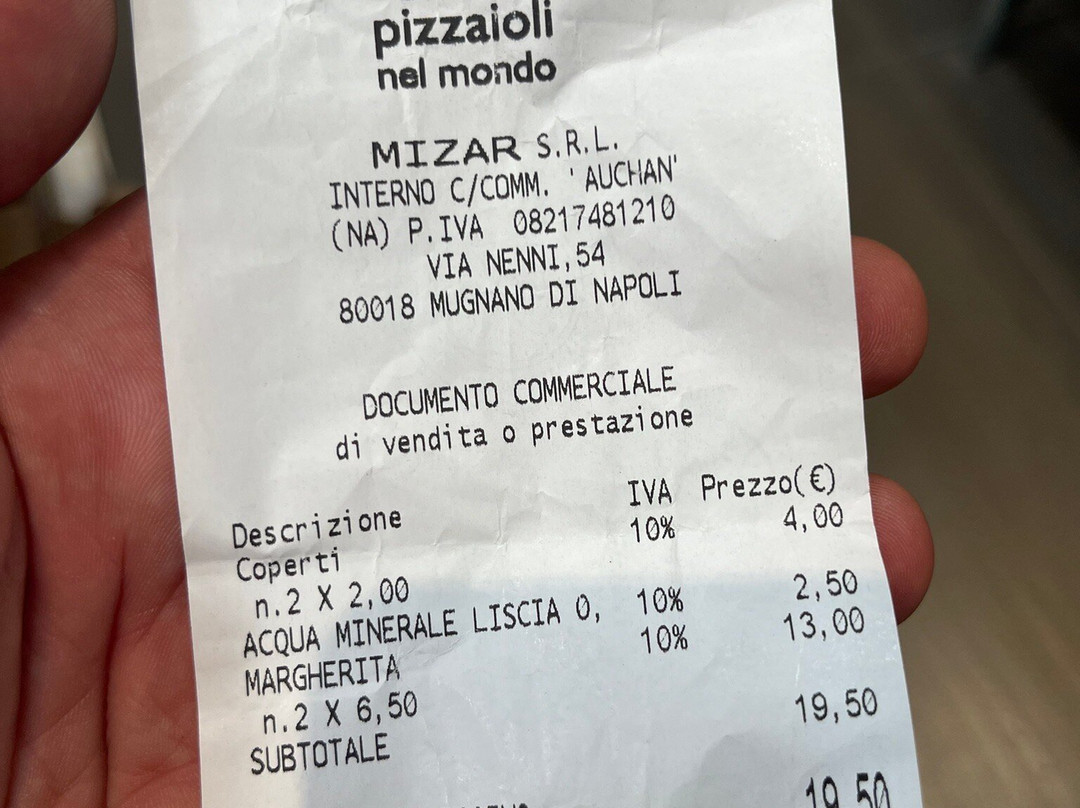 pizzaioli
nel mondo
MIZAR S.R.L.
INTERNO C/COMM. 'AUCHAN'
(NA) P.IVA 08217481210
VIA NENNI,54
80018 MUGNANO DI NAPOLI
DOCUMENTO COMMERCIALE
di vendita o prestazione
Descrizione IVA Prezzo(€)
Coperti 10% 4,00
n.2 X 2,00
ACQUA MINERALE LISCIA 0, 10% 2,50
MARGHERITA 10% 13,00
n.2 X 6,50
SUBTOTALE 19,50
19,50